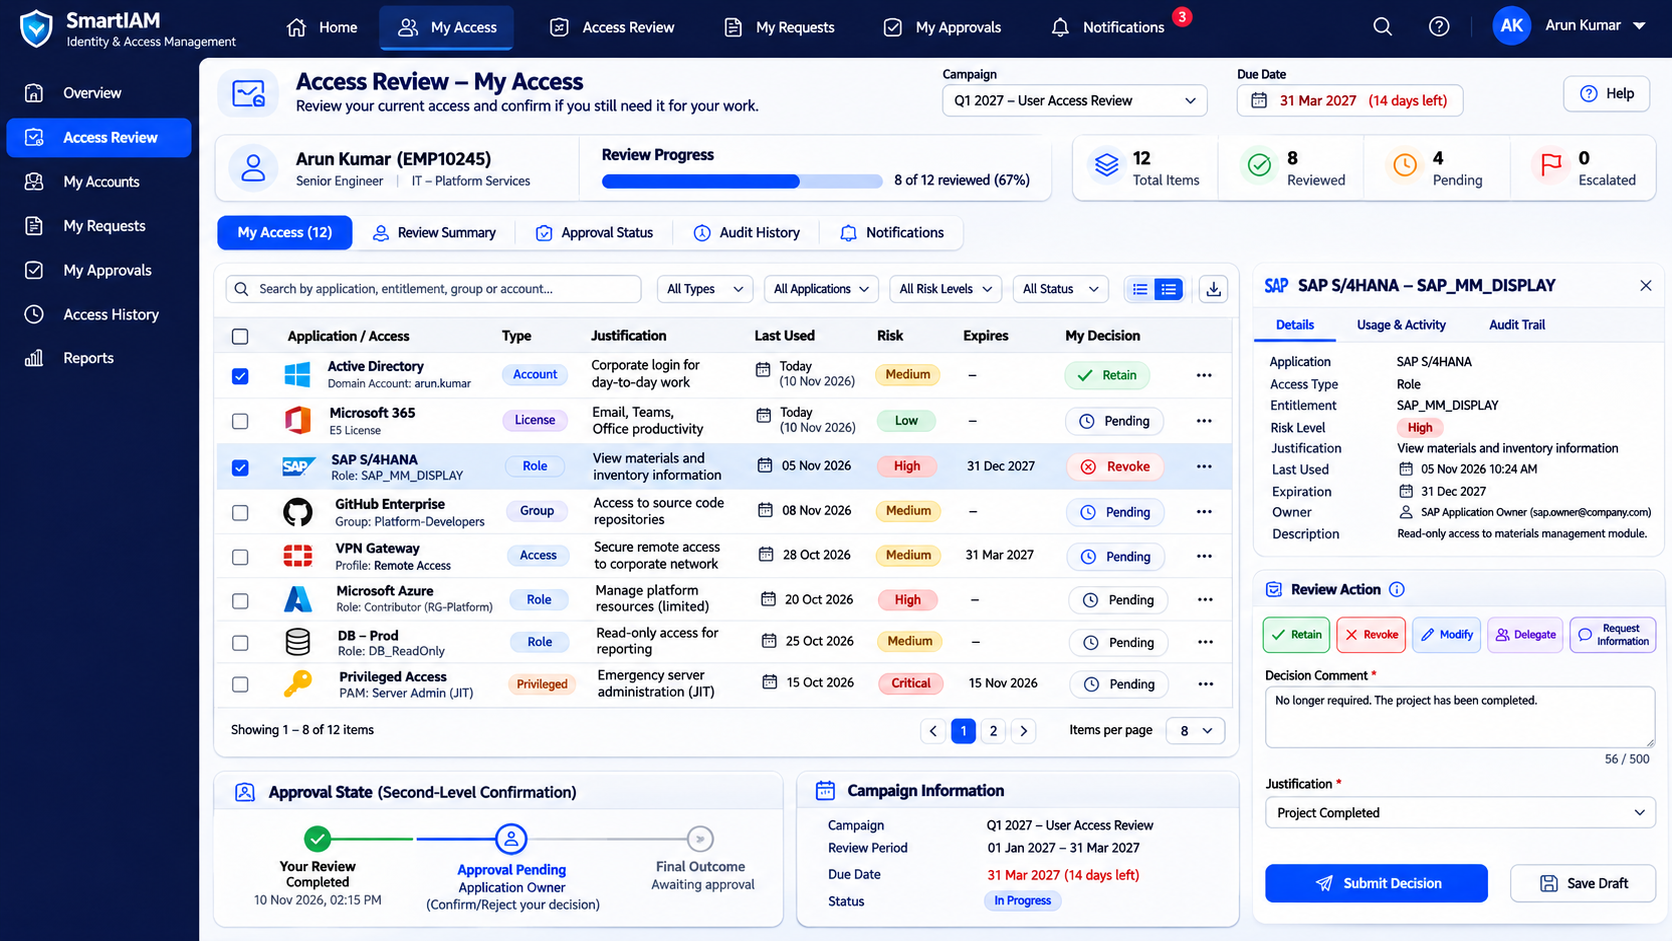 SmartIAM
Identity & Access Management
Home
My Access
Access Review
My Requests
My Approvals
Notifications
3
AK
Arun Kumar
Overview
Access Review
My Accounts
My Requests
My Approvals
Access History
Reports
Access Review – My Access
Review your current access and confirm if you still need it for your work.
Campaign
Q1 2027 – User Access Review
Due Date
31 Mar 2027 (14 days left)
Help
Arun Kumar (EMP10245)
Senior Engineer | IT – Platform Services
Review Progress
8 of 12 reviewed (67%)
12
Total Items
8
Reviewed
4
Pending
0
Escalated
My Access (12)
Review Summary
Approval Status
Audit History
Notifications
Search by application, entitlement, group or account...
All Types
All Applications
All Risk Levels
All Status
Application / Access Type Justification Last Used Risk Expires My Decision
Active Directory
Domain Account: arun.kumar
Account
Corporate login for
day-to-day work
Today
(10 Nov 2026)
Medium
–
Retain
Microsoft 365
E5 License
License
Email, Teams,
Office productivity
Today
(10 Nov 2026)
Low
–
Pending
SAP
SAP S/4HANA
Role: SAP_MM_DISPLAY
Role
View materials and
inventory information
05 Nov 2026
High
31 Dec 2027
Revoke
GitHub Enterprise
Group: Platform-Developers
Group
Access to source code
repositories
08 Nov 2026
Medium
–
Pending
VPN Gateway
Profile: Remote Access
Access
Secure remote access
to corporate network
28 Oct 2026
Medium
31 Mar 2027
Pending
Microsoft Azure
Role: Contributor (RG-Platform)
Role
Manage platform
resources (limited)
20 Oct 2026
High
–
Pending
DB – Prod
Role: DB_ReadOnly
Role
Read-only access for
reporting
25 Oct 2026
Medium
–
Pending
Privileged Access
PAM: Server Admin (JIT)
Privileged
Emergency server
administration (JIT)
15 Oct 2026
Critical
15 Nov 2026
Pending
Showing 1 – 8 of 12 items
1
2
Items per page
8
SAP
SAP S/4HANA – SAP_MM_DISPLAY
Details
Usage & Activity
Audit Trail
Application SAP S/4HANA
Access Type Role
Entitlement SAP_MM_DISPLAY
Risk Level High
Justification View materials and inventory information
Last Used 05 Nov 2026 10:24 AM
Expiration 31 Dec 2027
Owner SAP Application Owner (sap.owner@company.com)
Description Read-only access to materials management module.
Review Action
Retain
Revoke
Modify
Delegate
Request
Information
Decision Comment *
No longer required. The project has been completed.
56 / 500
Justification *
Project Completed
Submit Decision
Save Draft
Approval State (Second-Level Confirmation)
Your Review
Completed
10 Nov 2026, 02:15 PM
Approval Pending
Application Owner
(Confirm/Reject your decision)
Final Outcome
Awaiting approval
Campaign Information
Campaign Q1 2027 – User Access Review
Review Period 01 Jan 2027 – 31 Mar 2027
Due Date 31 Mar 2027 (14 days left)
Status In Progress